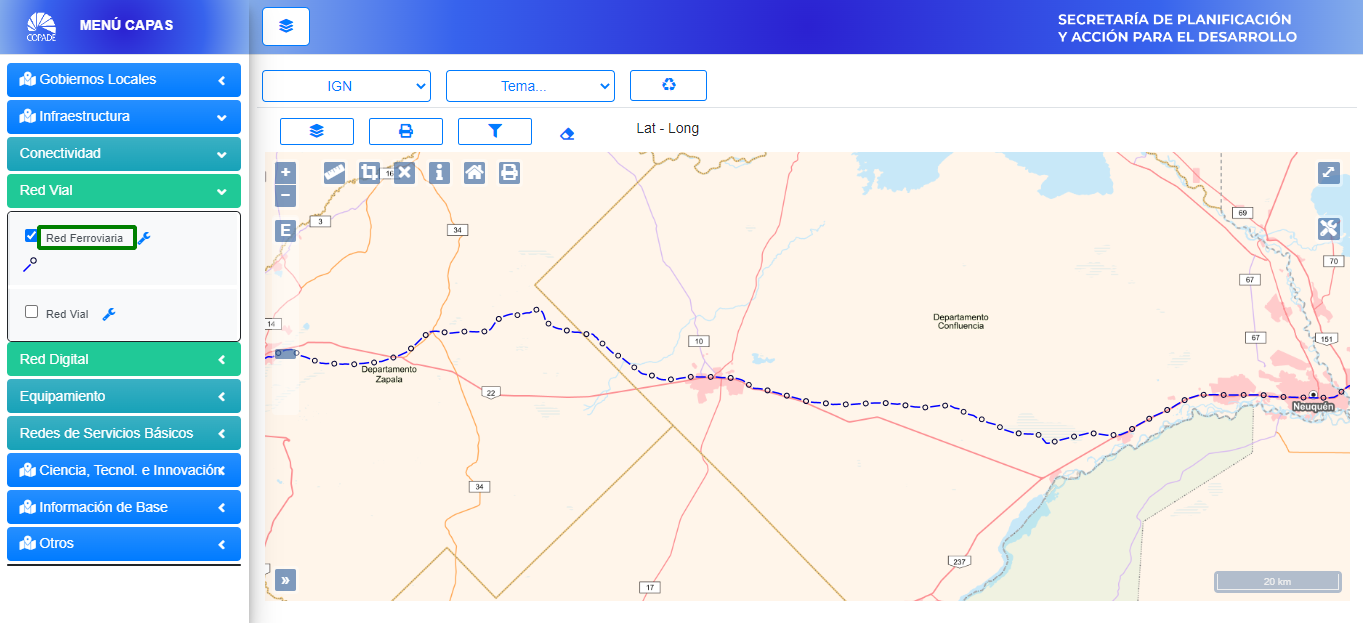 COPADE
MENÚ CAPAS
SECRETARÍA DE PLANIFICACIÓN
Y ACCIÓN PARA EL DESARROLLO
Gobiernos Locales
Infraestructura
Conectividad
Red Vial
Red Ferroviaria
Red Vial
Red Digital
Equipamiento
Redes de Servicios Básicos
Ciencia, Tecnol. e Innovación
Información de Base
Otros
IGN
Tema...
Lat - Long
+
−
E
16
3
34
69
70
67
14
10
Departamento
Confluencia
67
151
Departamento
Zapala
22
Neuquén
34
237
17
»
20 km